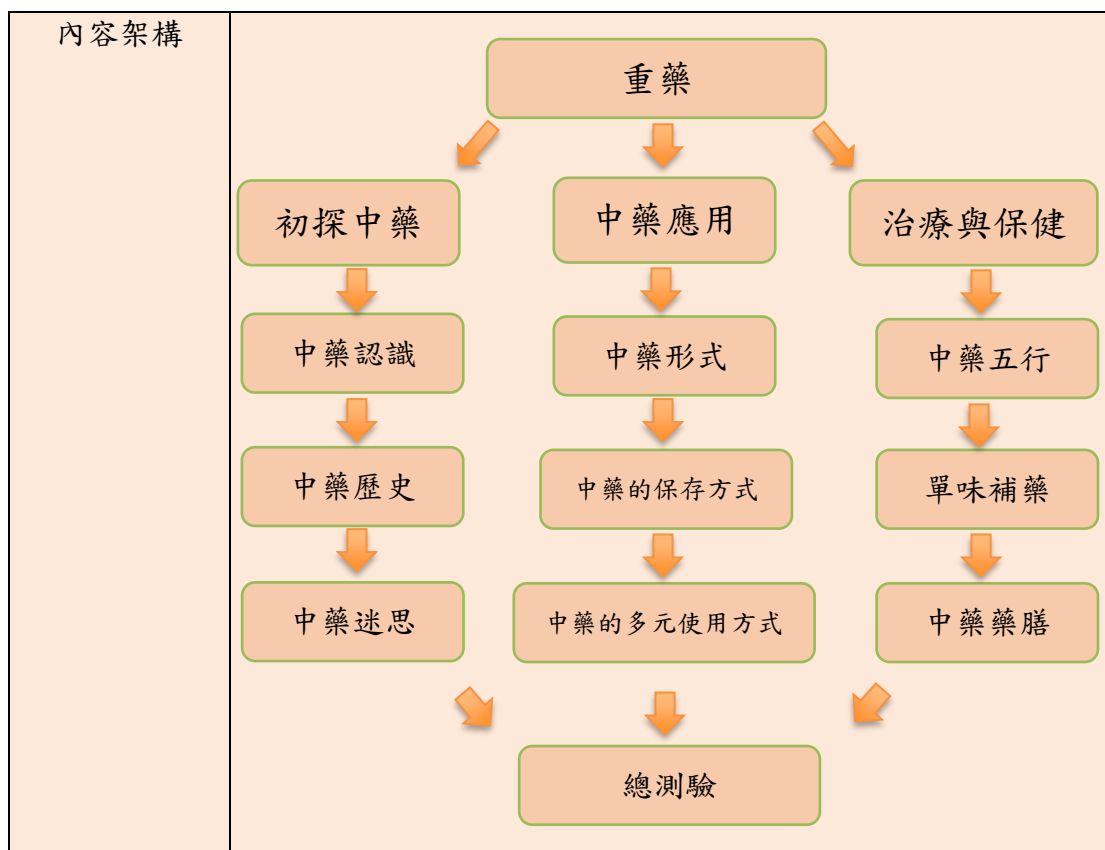 內容架構
重藥
初探中藥
中藥應用
治療與保健
中藥認識
中藥形式
中藥五行
中藥歷史
中藥的保存方式
單味補藥
中藥迷思
中藥的多元使用方式
中藥藥膳
總測驗